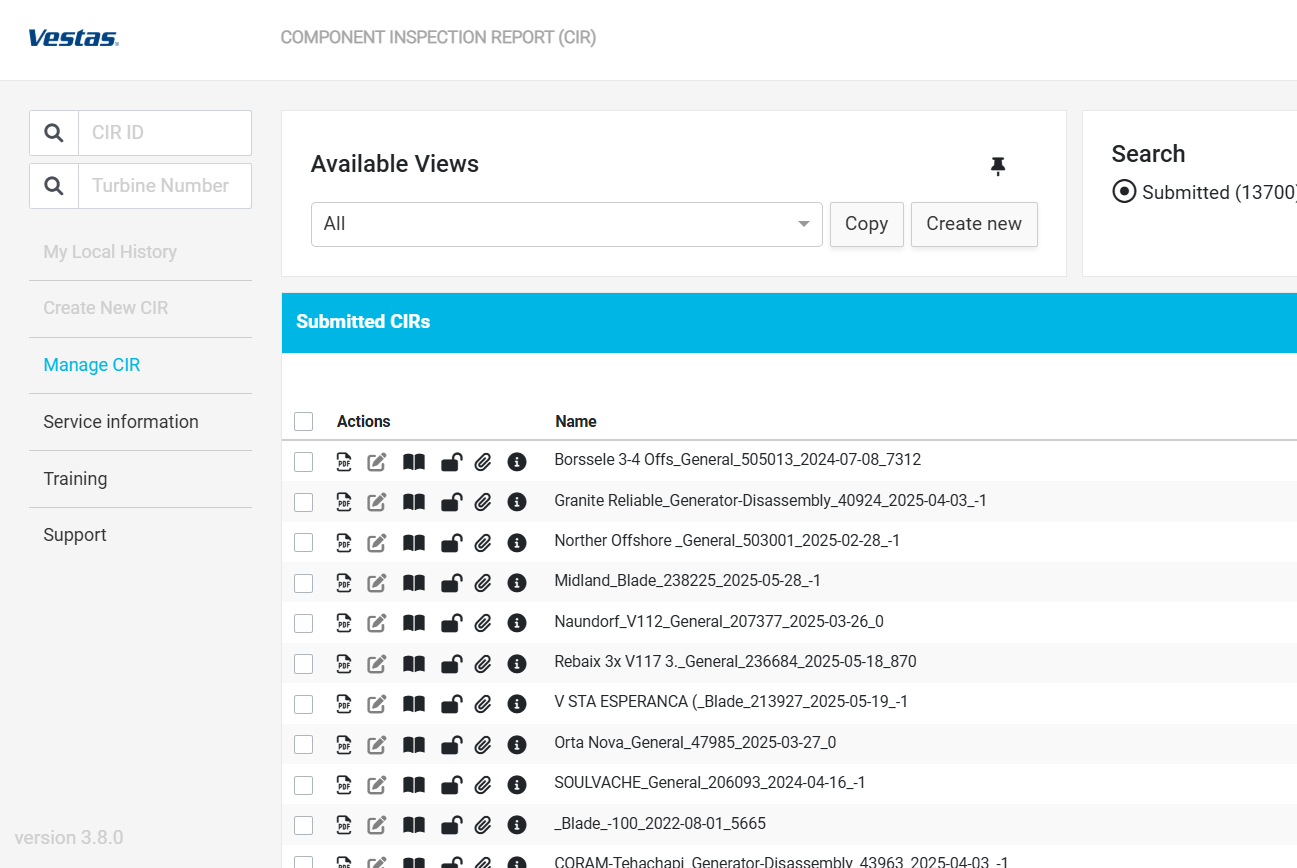 Vestas
COMPONENT INSPECTION REPORT (CIR)
CIR ID
Turbine Number
My Local History
Create New CIR
Manage CIR
Service information
Training
Support
version 3.8.0
Available Views
All
Copy
Create new
Search
Submitted (13700)
Submitted CIRs
Actions Name
PDF Borssele 3-4 Offs_General_505013_2024-07-08_7312
PDF Granite Reliable_Generator-Disassembly_40924_2025-04-03_-1
PDF Norther Offshore _General_503001_2025-02-28_-1
PDF Midland_Blade_238225_2025-05-28_-1
PDF Naundorf_V112_General_207377_2025-03-26_0
PDF Rebaix 3x V117 3._General_236684_2025-05-18_870
PDF V STA ESPERANCA (_Blade_213927_2025-05-19_-1
PDF Orta Nova_General_47985_2025-03-27_0
PDF SOULVACHE_General_206093_2024-04-16_-1
PDF _Blade_-100_2022-08-01_5665
CORAM-Tehachapi_Generator-Disassembly_43963_2025-04-03_-1